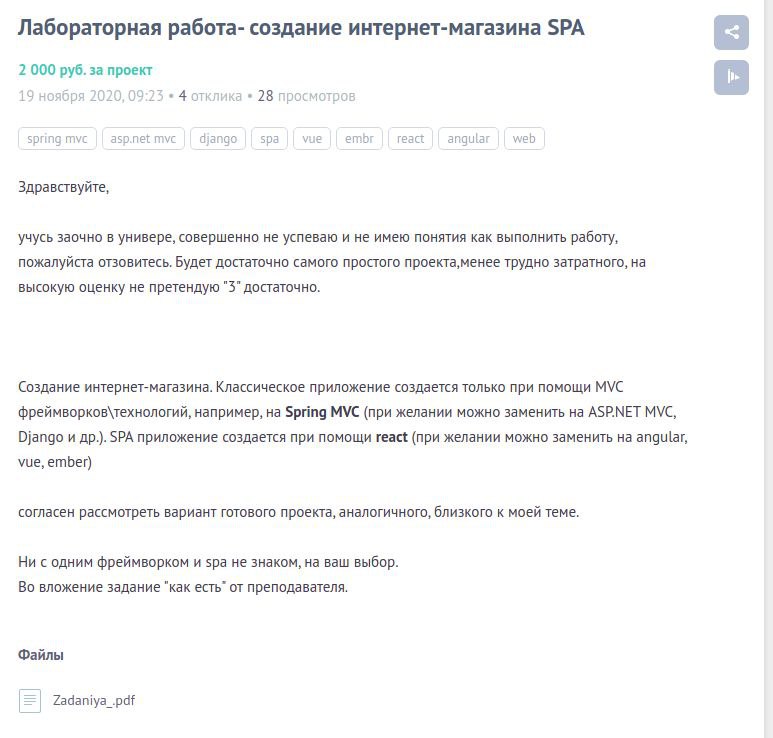 Лабораторная работа- создание интернет-магазина SPA
2 000 руб. за проект
19 ноября 2020, 09:23 • 4 отклика • 28 просмотров
spring mvc asp.net mvc django spa vue embr react angular web
Здравствуйте,
учусь заочно в универе, совершенно не успеваю и не имею понятия как выполнить работу,
пожалуйста отзовитесь. Будет достаточно самого простого проекта,менее трудно затратного, на
высокую оценку не претендую "3" достаточно.
Создание интернет-магазина. Классическое приложение создается только при помощи MVC
фреймворков\технологий, например, на Spring MVC (при желании можно заменить на ASP.NET MVC,
Django и др.). SPA приложение создается при помощи react (при желании можно заменить на angular,
vue, ember)
согласен рассмотреть вариант готового проекта, аналогичного, близкого к моей теме.
Ни с одним фреймворком и spa не знаком, на ваш выбор.
Во вложение задание "как есть" от преподавателя.
Файлы
Zadaniya_.pdf